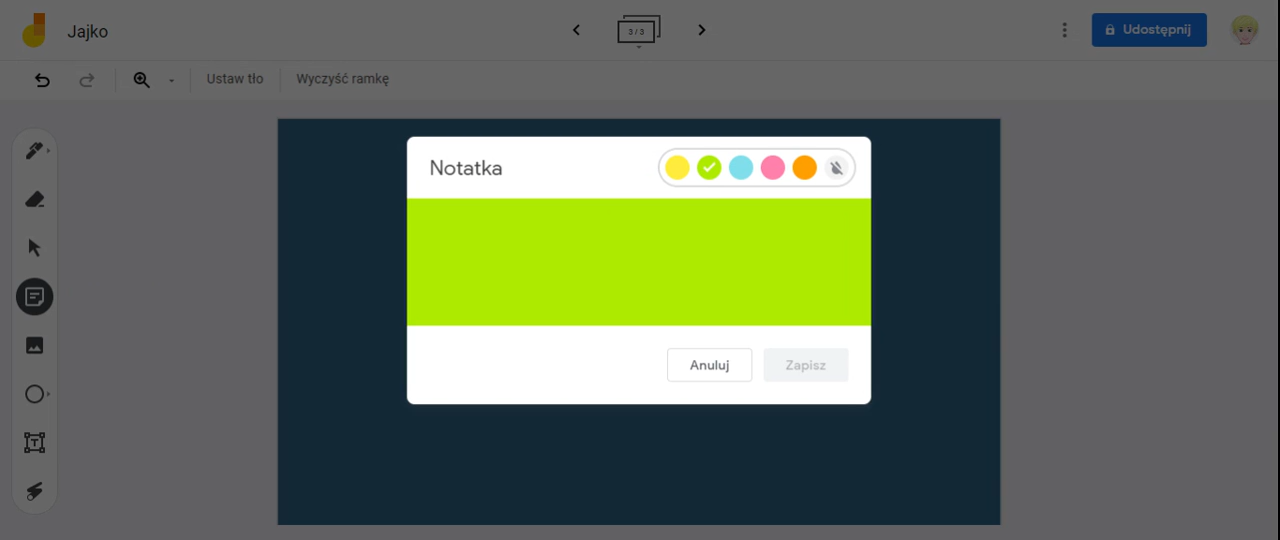 Jajko
3 / 3
Udostępnij
Ustaw tło
Wyczyść ramkę
Notatka
Anuluj
Zapisz